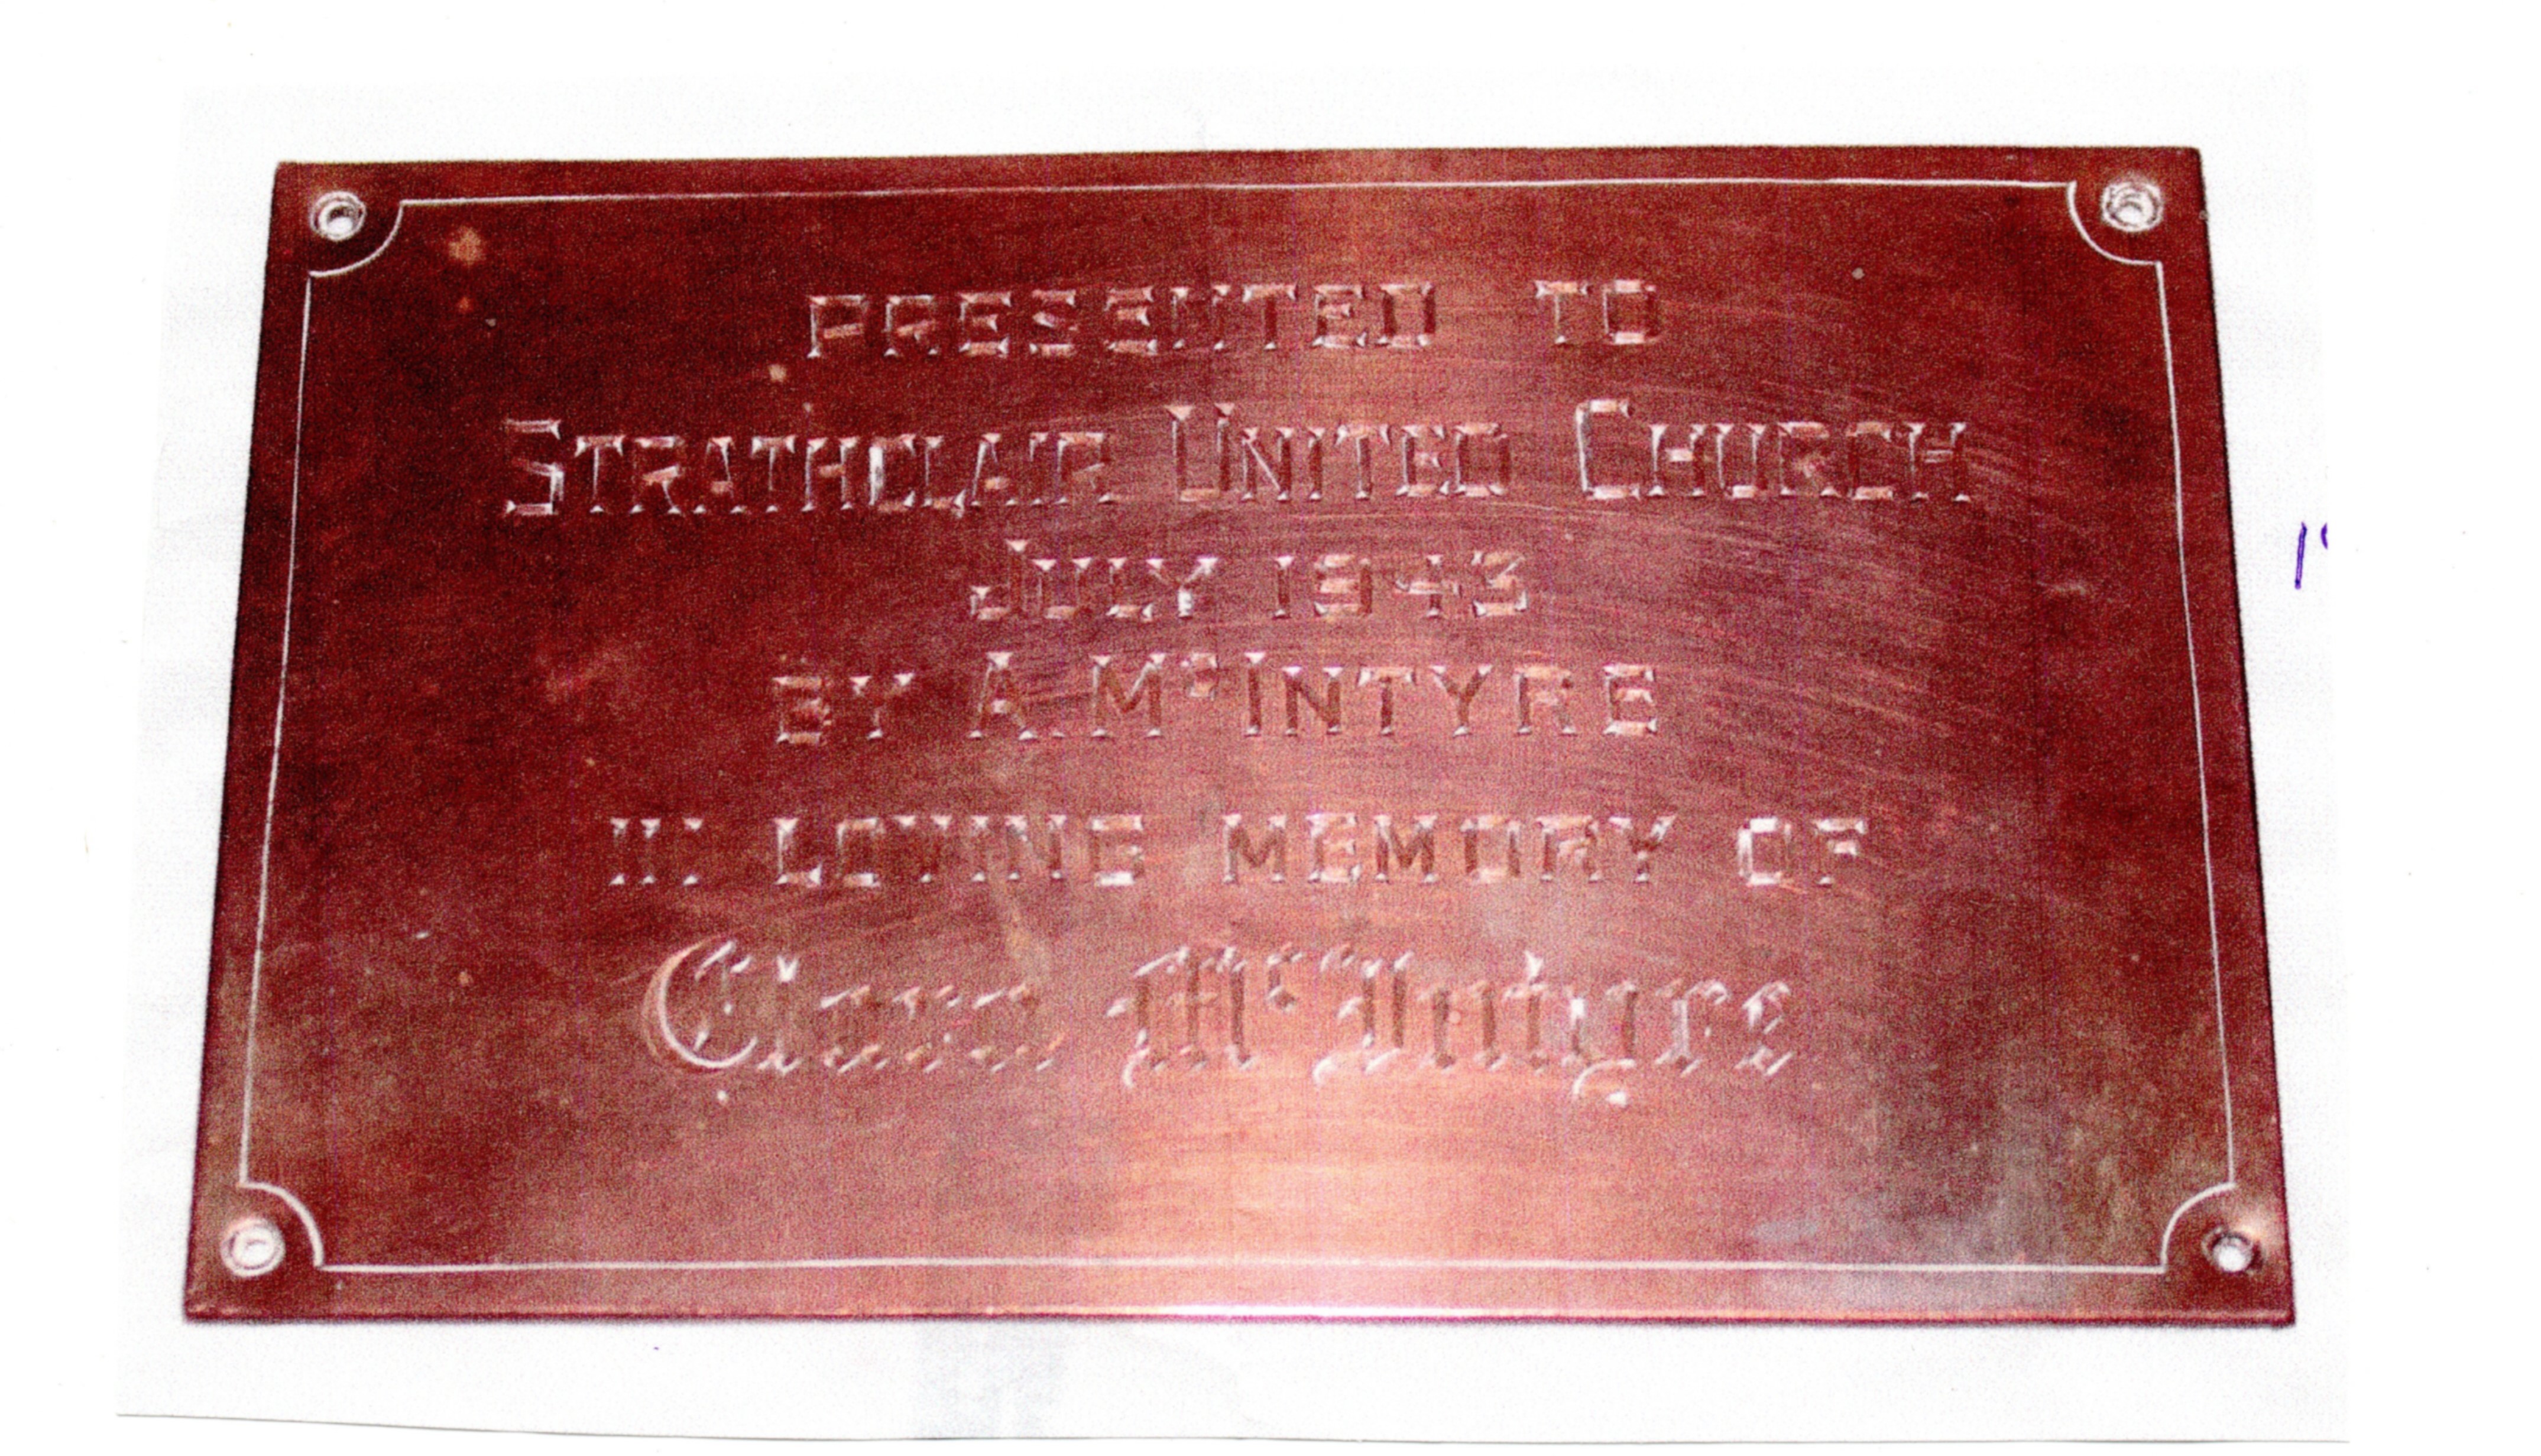 PRESENTED TO
STRATHCLAIR UNITED CHURCH
JULY 1943
BY A. McINTYRE
IN LOVING MEMORY OF
Clara McIntyre